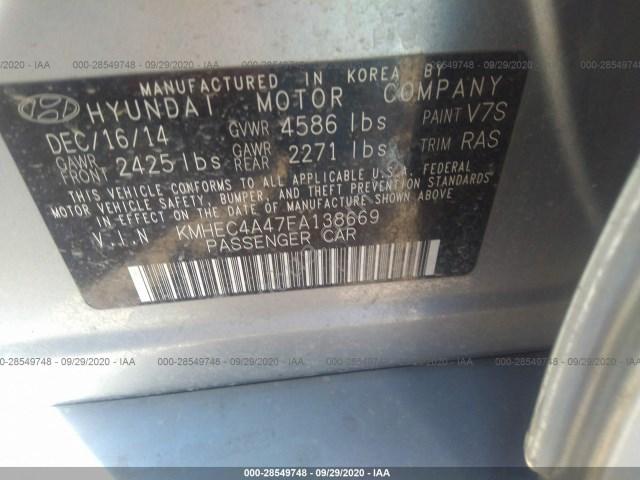 000-28549748 - 09/29/2020 - IAA
MANUFACTURED IN KOREA BY
HYUNDAI MOTOR COMPANY
DEC/16/14 GVWR 4586 lbs PAINT V7S
GAWR FRONT 2425 lbs GAWR REAR 2271 lbs TRIM RAS
THIS VEHICLE CONFORMS TO ALL APPLICABLE U.S.A. FEDERAL
MOTOR VEHICLE SAFETY, BUMPER, AND THEFT PREVENTION STANDARDS
IN EFFECT ON THE DATE OF MANUFACTURE SHOWN ABOVE.
V.I.N KMHEC4A47FA138669
PASSENGER CAR
000-28549748 - 09/29/2020 - IAA
000-28549748 - 09/29/2020 - IAA